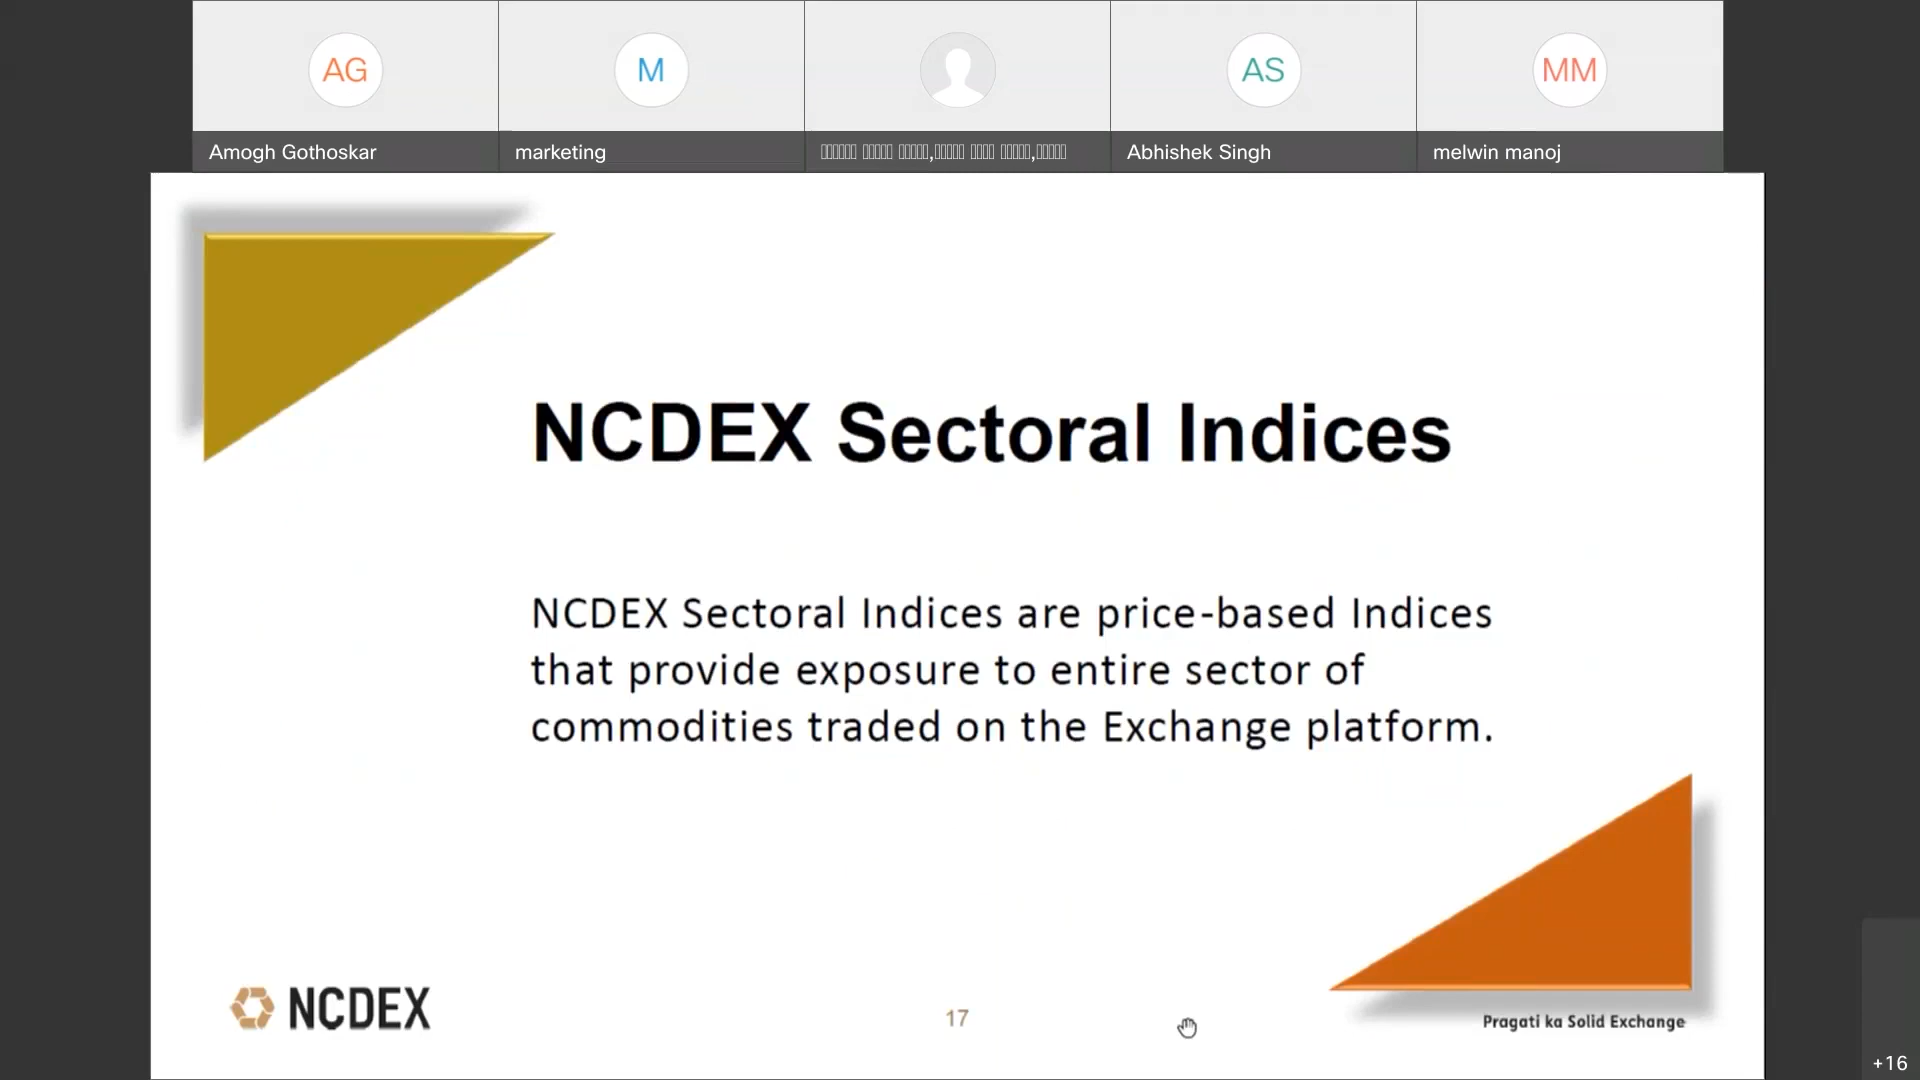 AG
M
AS
MM
Amogh Gothoskar
marketing
Abhishek Singh
melwin manoj
NCDEX Sectoral Indices
NCDEX Sectoral Indices are price-based Indices
that provide exposure to entire sector of
commodities traded on the Exchange platform.
NCDEX
17
Pragati ka Solid Exchange
+16